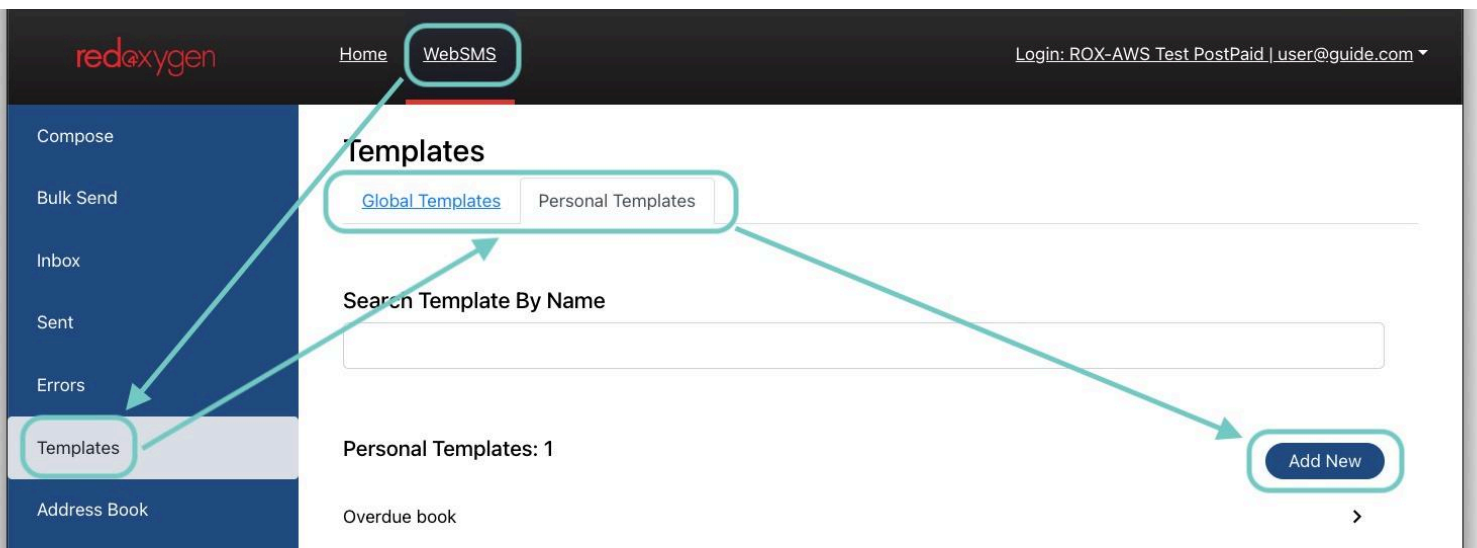 redoxygen
Home WebSMS Login: ROX-AWS Test PostPaid | user@guide.com
Compose
Bulk Send
Inbox
Sent
Errors
Templates
Address Book
Templates
Global Templates Personal Templates
Search Template By Name
Personal Templates: 1 Add New
Overdue book